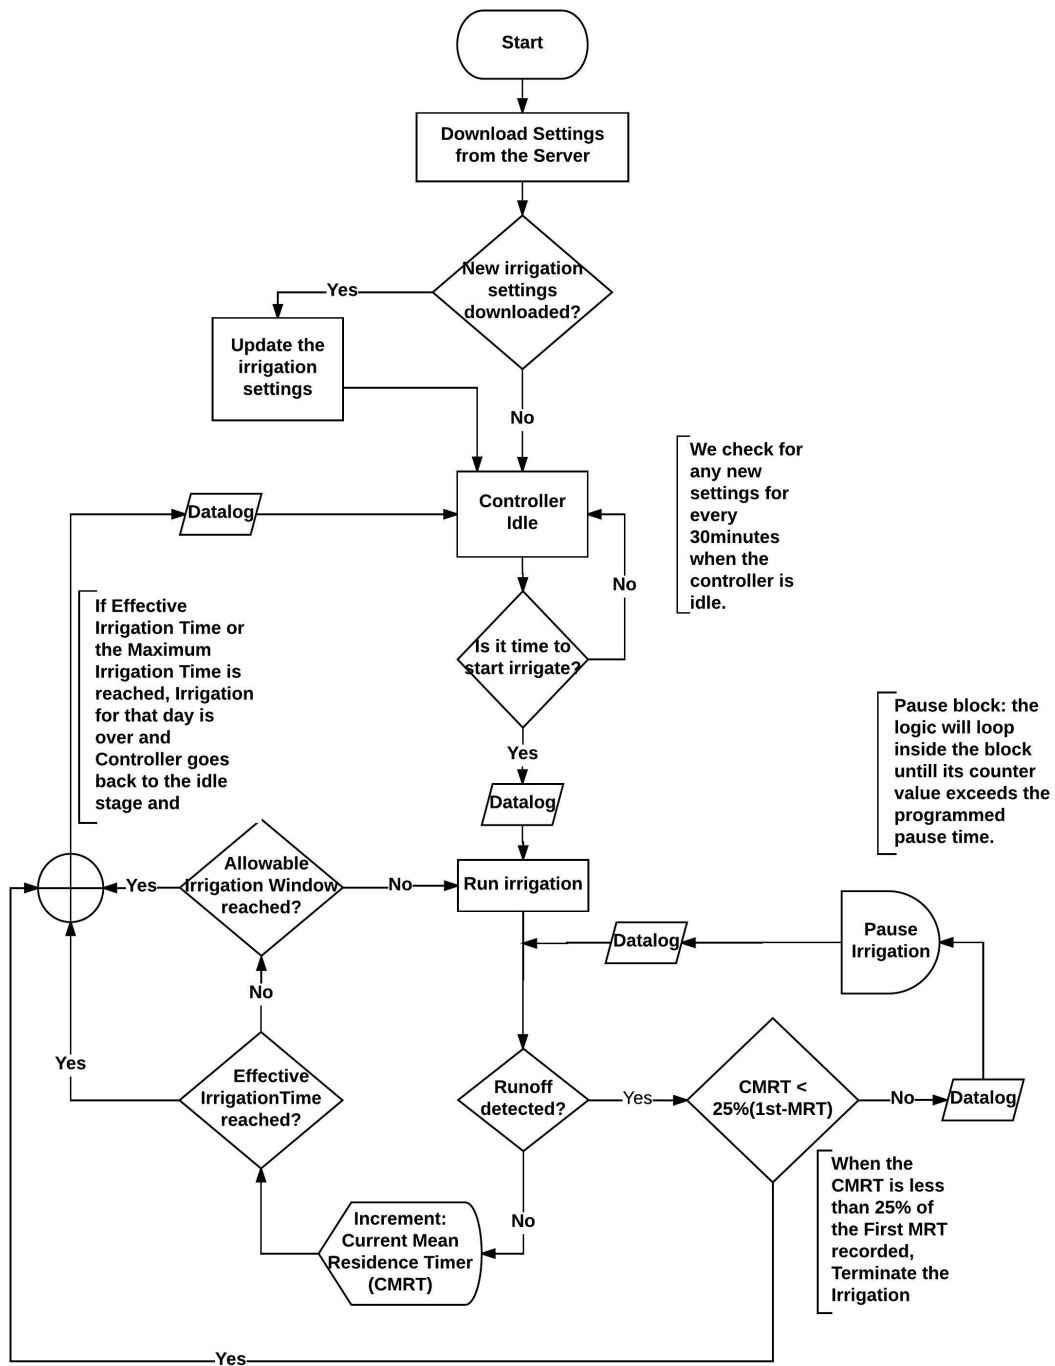 Start
Download Settings
from the Server
New irrigation
settings
downloaded?
Yes
Update the
irrigation
settings
No
We check for
any new
settings for
every
30minutes
when the
controller is
idle.
Datalog
Controller
Idle
No
If Effective
Irrigation Time or
the Maximum
Irrigation Time is
reached, Irrigation
for that day is
over and
Controller goes
back to the idle
stage and
Is it time to
start irrigate?
Yes
Datalog
Pause block: the
logic will loop
inside the block
untill its counter
value exceeds the
programmed
pause time.
Yes
Allowable
Irrigation Window
reached?
No
Run irrigation
Datalog
Pause
Irrigation
No
Yes
Effective
IrrigationTime
reached?
Runoff
detected?
Yes
CMRT <
25%(1st-MRT)
No
Datalog
When the
CMRT is less
than 25% of
the First MRT
recorded,
Terminate the
Irrigation
No
Increment:
Current Mean
Residence Timer
(CMRT)
Yes